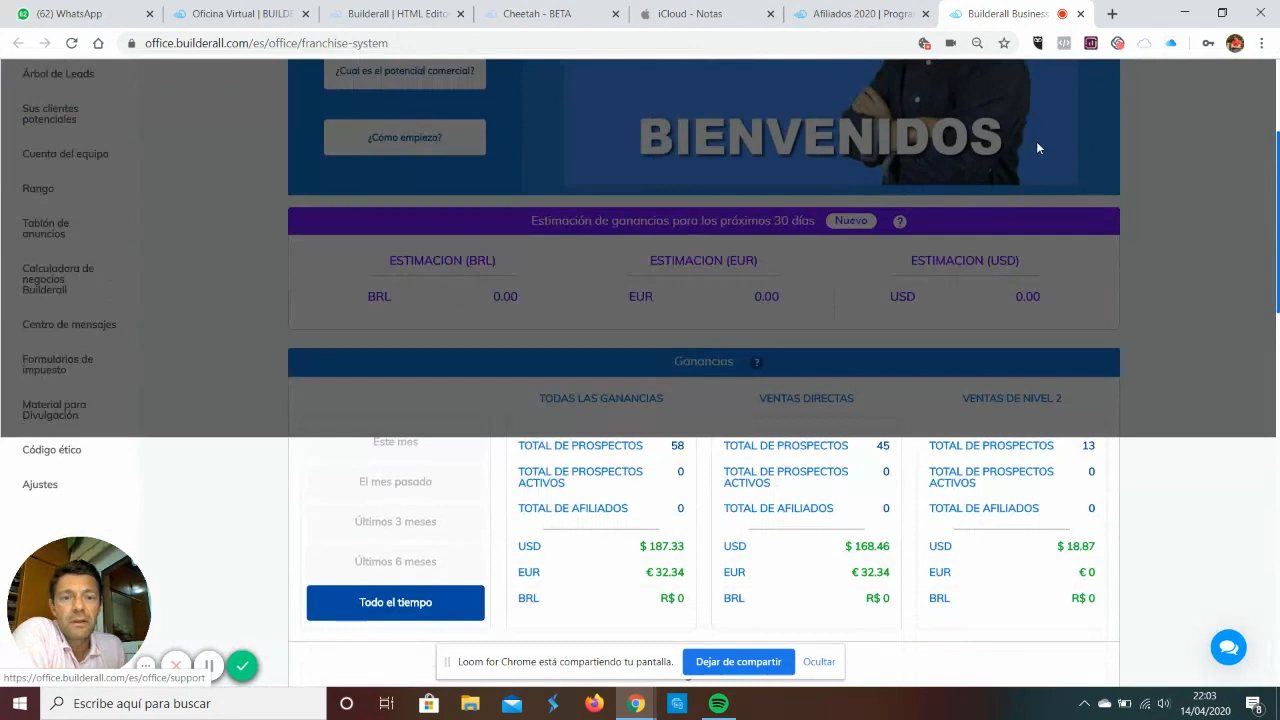 62
WhatsApp
Oficina Virtual | BUILDE
Builderall | HTML Edito
Cheetah - BETA
iCloud - Notas
Afiliados 2020 | Progra
Builderall Business
office.builderall.com/es/office/franchise-system
Árbol de Leads
Sus clientes
potenciales
Cuenta del equipo
Rango
Tablón de
anuncios
Calculadora de
negocios
Builderall
Centro de mensajes
Formularios de
impuesto
Material para
Divulgación
Código ético
Ajustes
¿Cual es el potencial comercial?
¿Cómo empieza?
BIENVENIDOS
Estimación de ganancias para los próximos 30 días Nuevo ?
ESTIMACION (BRL) ESTIMACION (EUR) ESTIMACION (USD)
BRL 0.00 EUR 0.00 USD 0.00
Ganancias ?
TODAS LAS GANANCIAS VENTAS DIRECTAS VENTAS DE NIVEL 2
Este mes
El mes pasado
Últimos 3 meses
Últimos 6 meses
Todo el tiempo
TOTAL DE PROSPECTOS 58
TOTAL DE PROSPECTOS 0
ACTIVOS
TOTAL DE AFILIADOS 0
USD $ 187.33
EUR € 32.34
BRL R$ 0
TOTAL DE PROSPECTOS 45
TOTAL DE PROSPECTOS 0
ACTIVOS
TOTAL DE AFILIADOS 0
USD $ 168.46
EUR € 32.34
BRL R$ 0
TOTAL DE PROSPECTOS 13
TOTAL DE PROSPECTOS 0
ACTIVOS
TOTAL DE AFILIADOS 0
USD $ 18.87
EUR € 0
BRL R$ 0
Loom for Chrome está compartiendo tu pantalla. Dejar de compartir Ocultar
https://office.builderall.com/es/office/support
Escribe aquí para buscar
22:03
14/04/2020
8